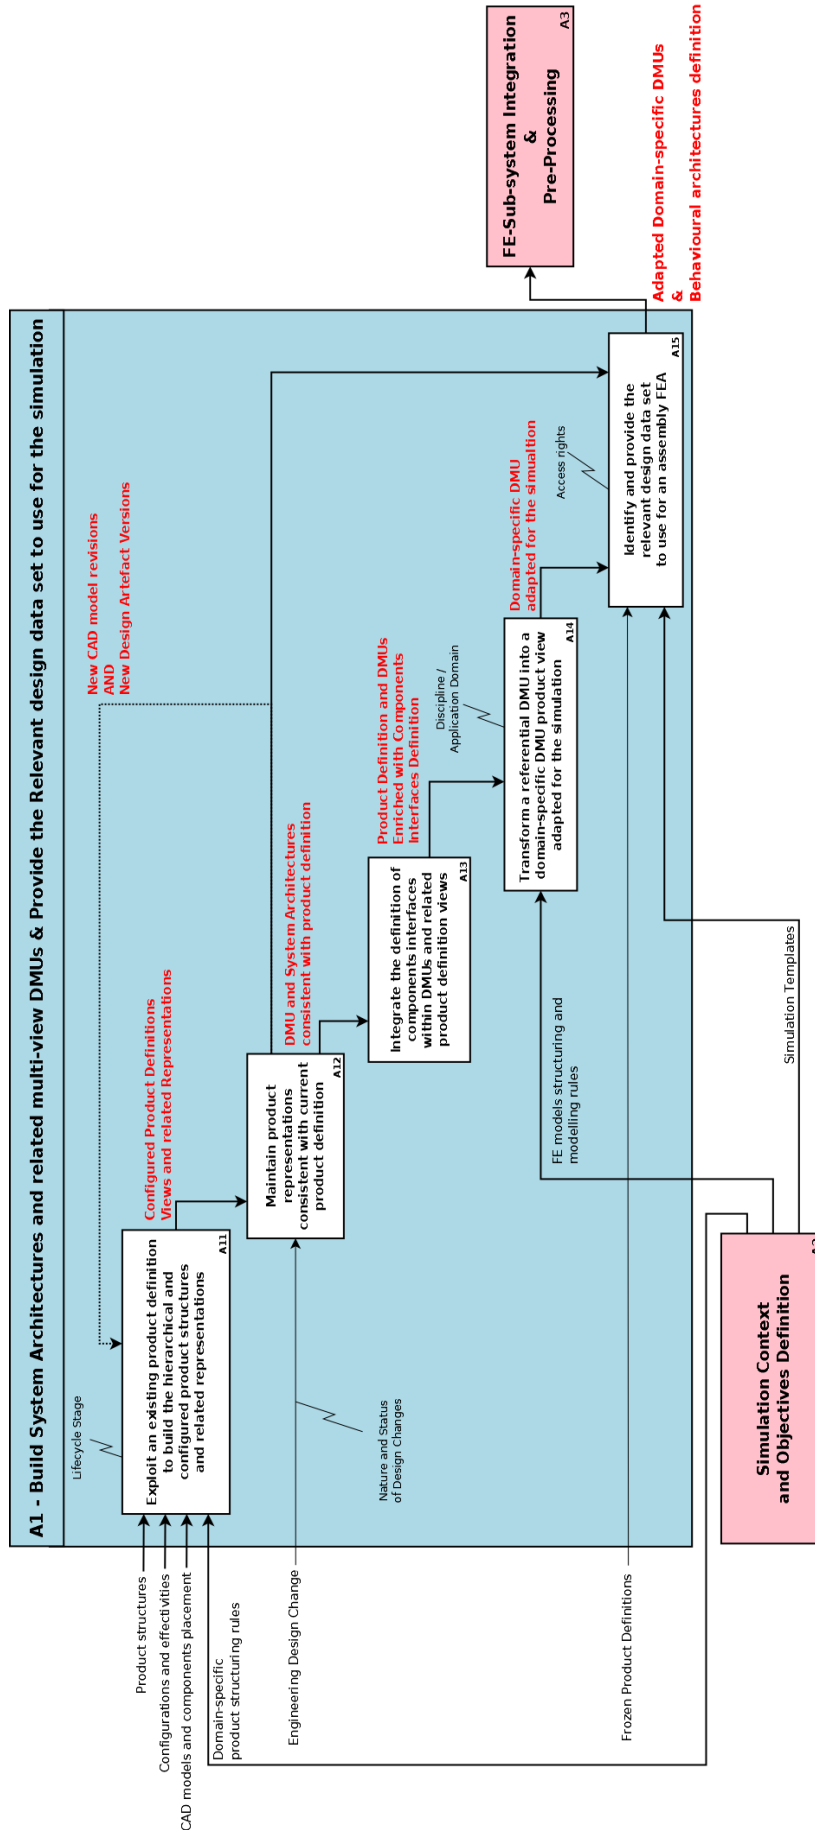 A1 - Build System Architectures and related multi-view DMUs & Provide the Relevant design data set to use for the simulation
New CAD model revisions
AND
New Design Artefact Versions
Lifecycle Stage
Product structures
Configurations and effectivities
CAD models and components placement
Domain-specific
product structuring rules
Exploit an existing product definition
to build the hierarchical and
configured product structures
and related representations
A11
Configured Product Definitions
Views and related Representations
Engineering Design Change
Nature and Status
of Design Changes
Maintain product
representations
consistent with current
product definition
A12
DMU and System Architectures
consistent with product definition
Integrate the definition of
components interfaces
within DMUs and related
product definition views
A13
Product Definition and DMUs
Enriched with Components
Interfaces Definition
Discipline /
Application Domain
Transform a referential DMU into a
domain-specific DMU product view
adapted for the simulation
A14
Domain-specific DMU
adapted for the simualtion
FE models structuring and
modelling rules
Access rights
Frozen Product Definitions
Identify and provide the
relevant design data set
to use for an assembly FEA
A15
Simulation Templates
Simulation Context
and Objectives Definition
FE-Sub-system Integration
&
Pre-Processing
A3
Adapted Domain-specific DMUs
&
Behavioural architectures definition